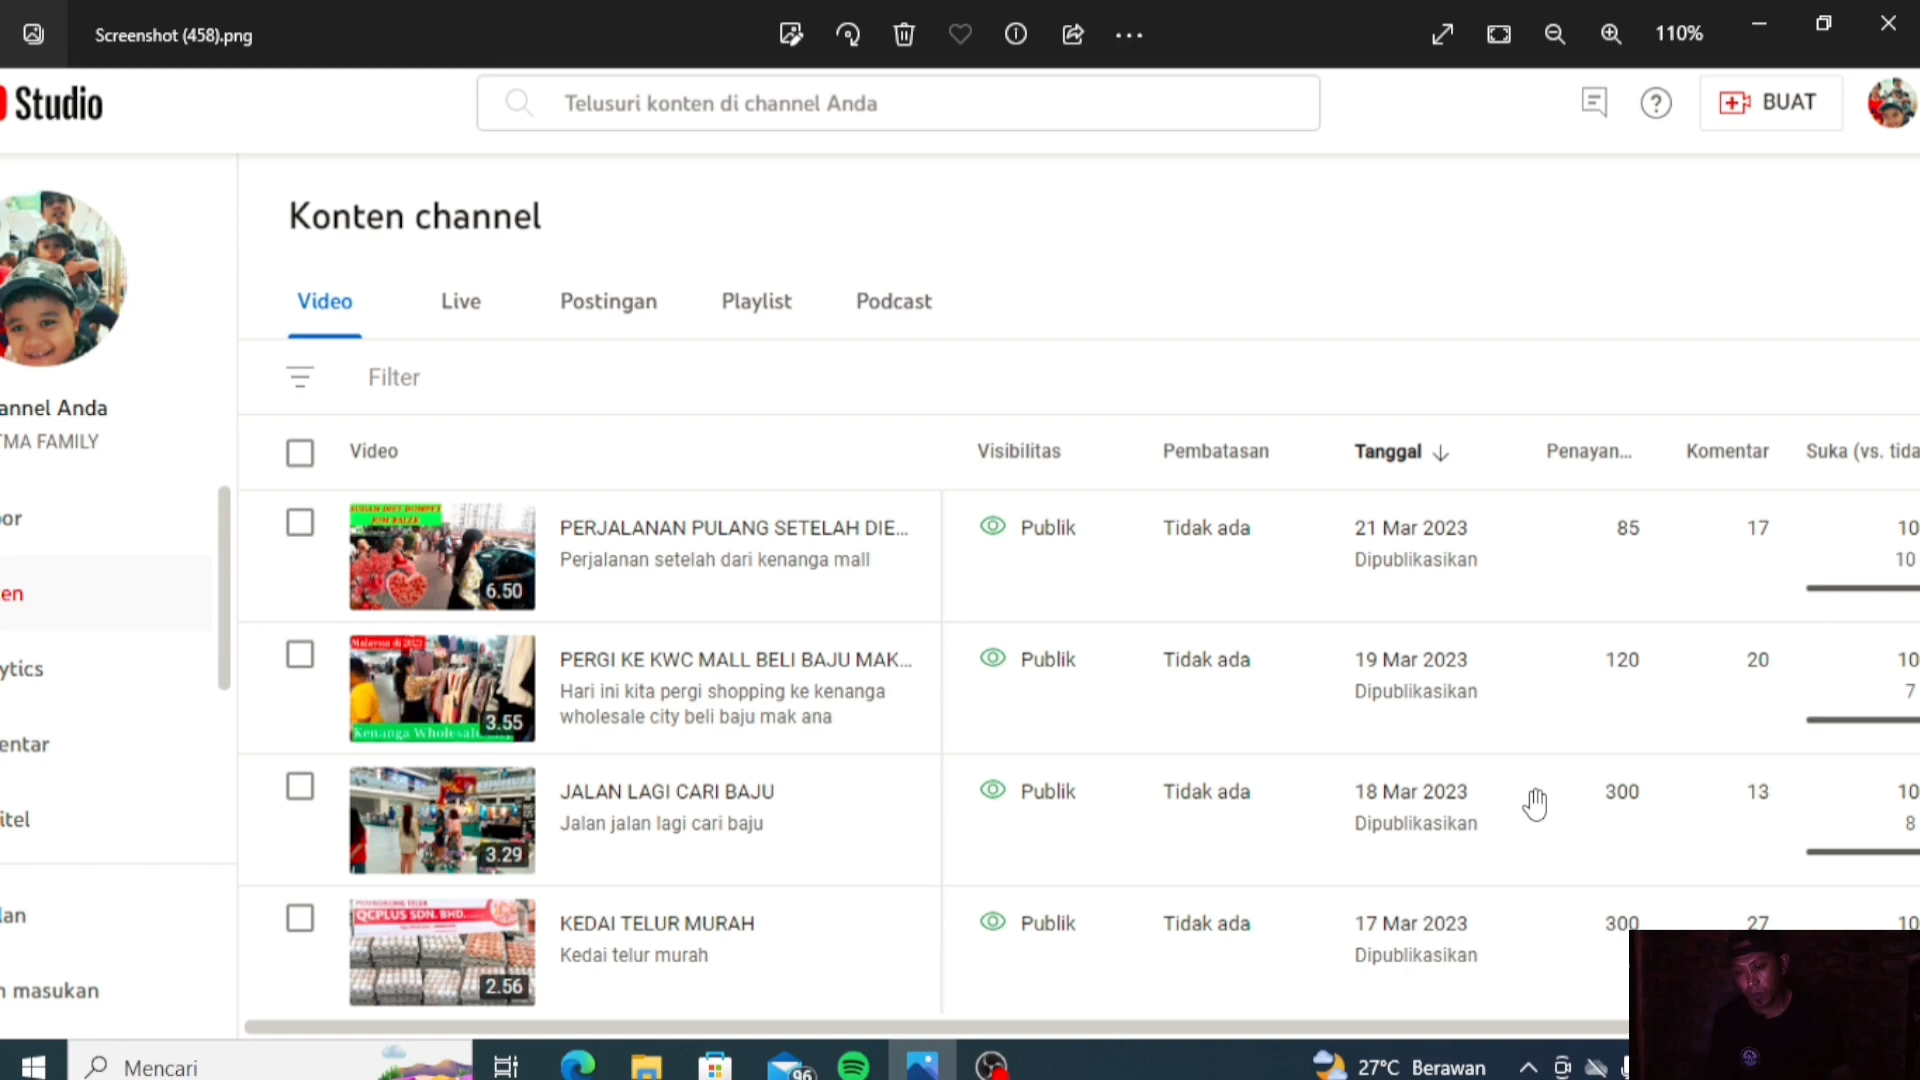 Screenshot (458).png
110%
Studio
Telusuri konten di channel Anda
BUAT
Konten channel
Video Live Postingan Playlist Podcast
Filter
annel Anda
MA FAMILY
or
en
ytics
entar
itel
an
masukan
Video Visibilitas Pembatasan Tanggal Penayan... Komentar Suka (vs. tida
6.50
PERJALANAN PULANG SETELAH DIE... Publik Tidak ada 21 Mar 2023 85 17 10
Perjalanan setelah dari kenanga mall Dipublikasikan 10
Malaysia di 2023
3.55
Kenanga Wholesale
PERGI KE KWC MALL BELI BAJU MAK... Publik Tidak ada 19 Mar 2023 120 20 10
Hari ini kita pergi shopping ke kenanga Dipublikasikan 7
wholesale city beli baju mak ana
3.29
JALAN LAGI CARI BAJU Publik Tidak ada 18 Mar 2023 300 13 10
Jalan jalan lagi cari baju Dipublikasikan 8
QCPLUS SDN. BHD.
2.56
KEDAI TELUR MURAH Publik Tidak ada 17 Mar 2023 300 27 10
Kedai telur murah Dipublikasikan
Mencari
96
27°C Berawan